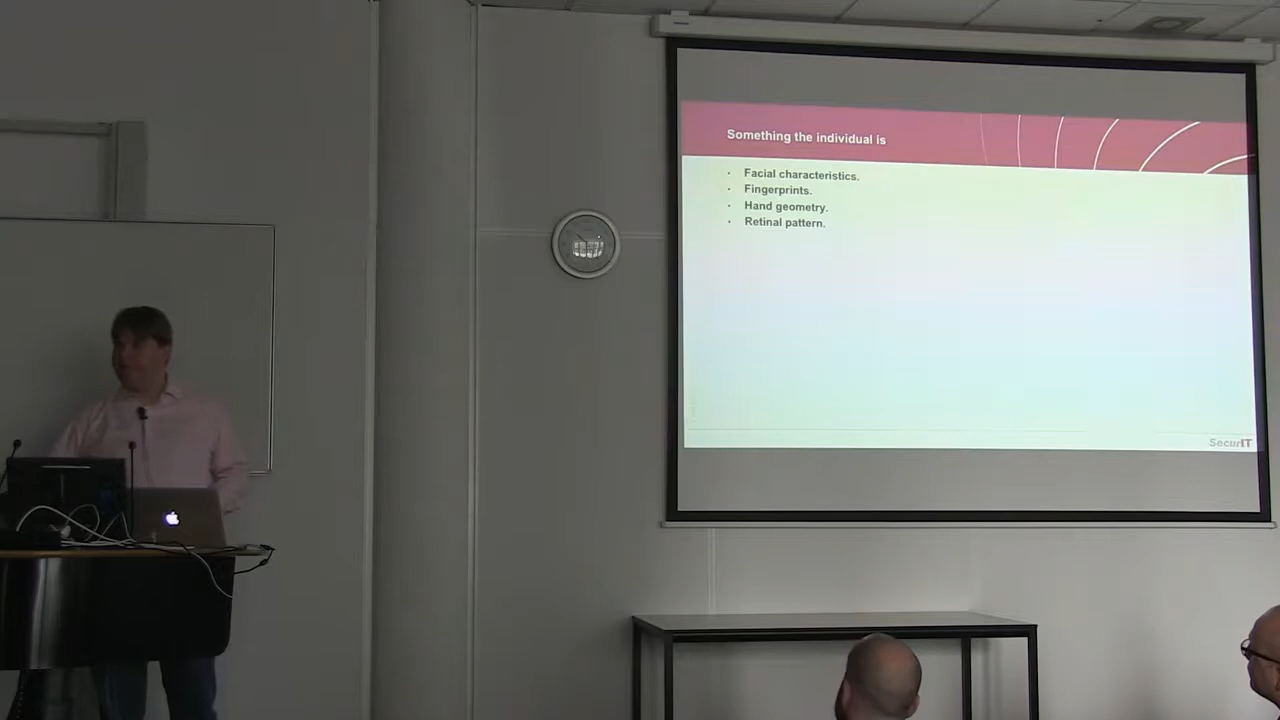 Something the individual is
· Facial characteristics.
· Fingerprints.
· Hand geometry.
· Retinal pattern.
SecurIT